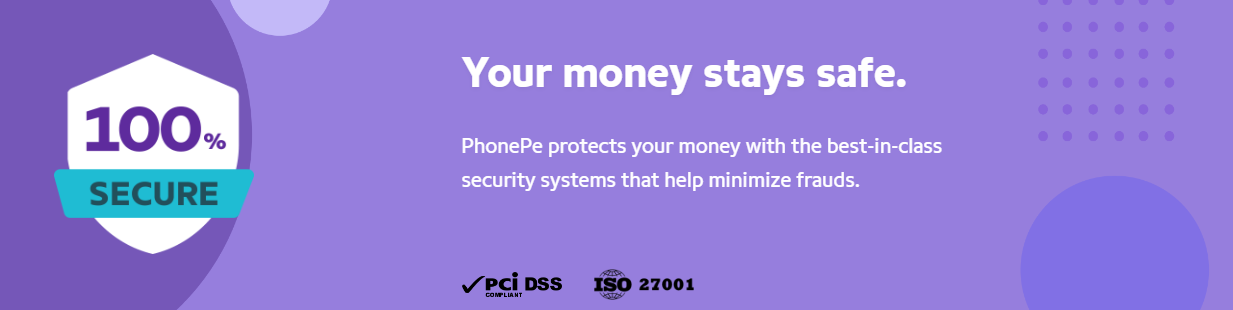 100%
SECURE
Your money stays safe.
PhonePe protects your money with the best-in-class
security systems that help minimize frauds.
PCI DSS
COMPLIANT
ISO 27001